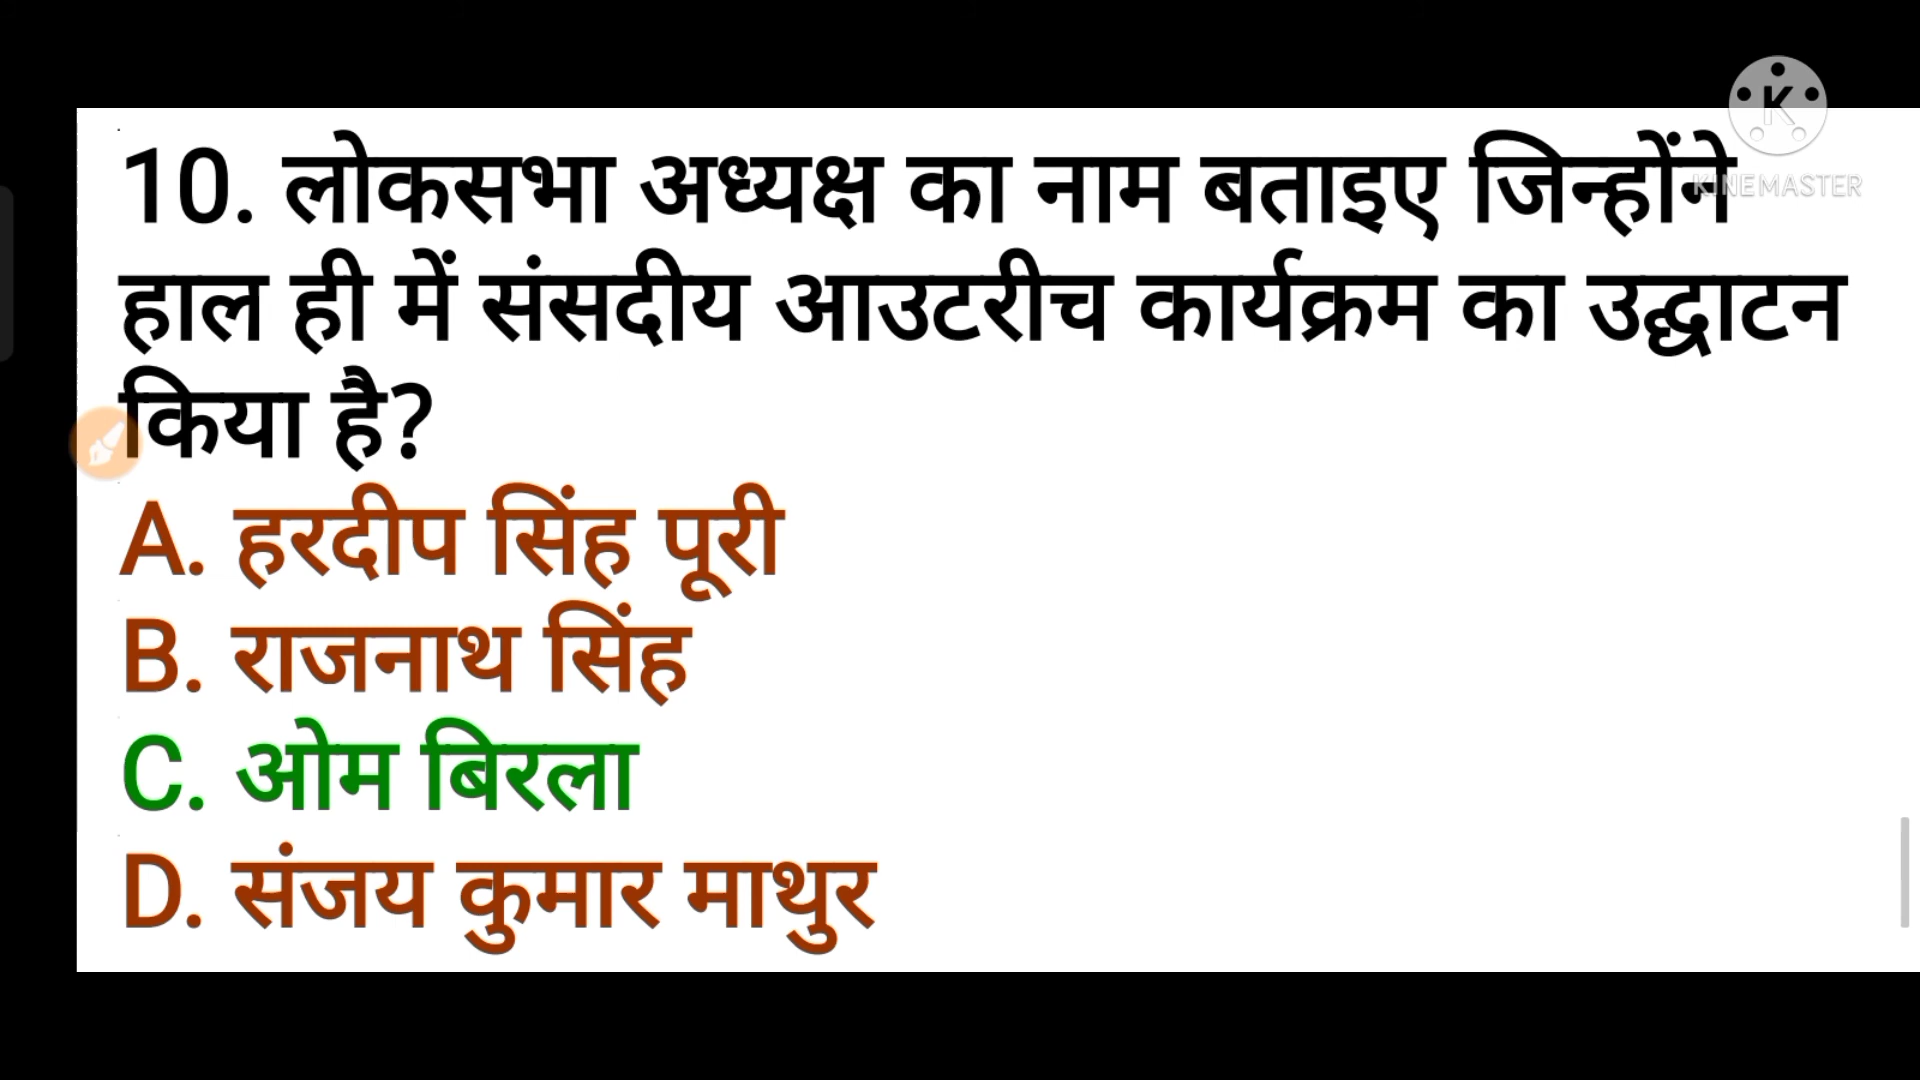 K
KINEMASTER
10. लोकसभा अध्यक्ष का नाम बताइए जिन्होंने
हाल ही में संसदीय आउटरीच कार्यक्रम का उद्घाटन
किया है?
A. हरदीप सिंह पूरी
B. राजनाथ सिंह
C. ओम बिरला
D. संजय कुमार माथुर